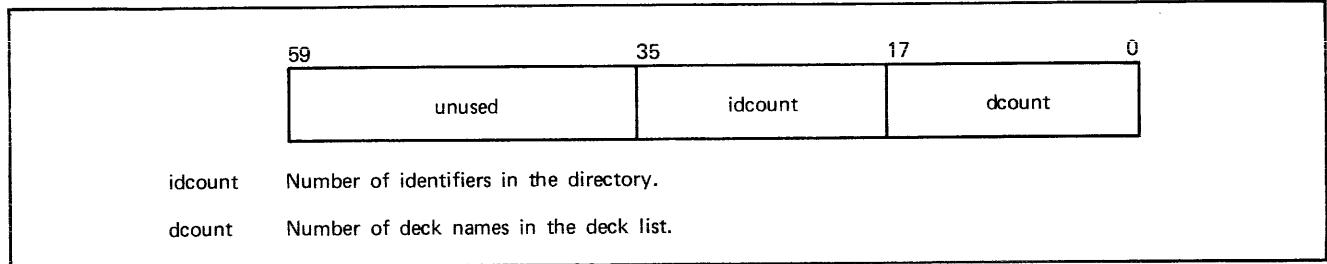 59 35 17 0
unused idcount dcount
idcount Number of identifiers in the directory.
dcount Number of deck names in the deck list.